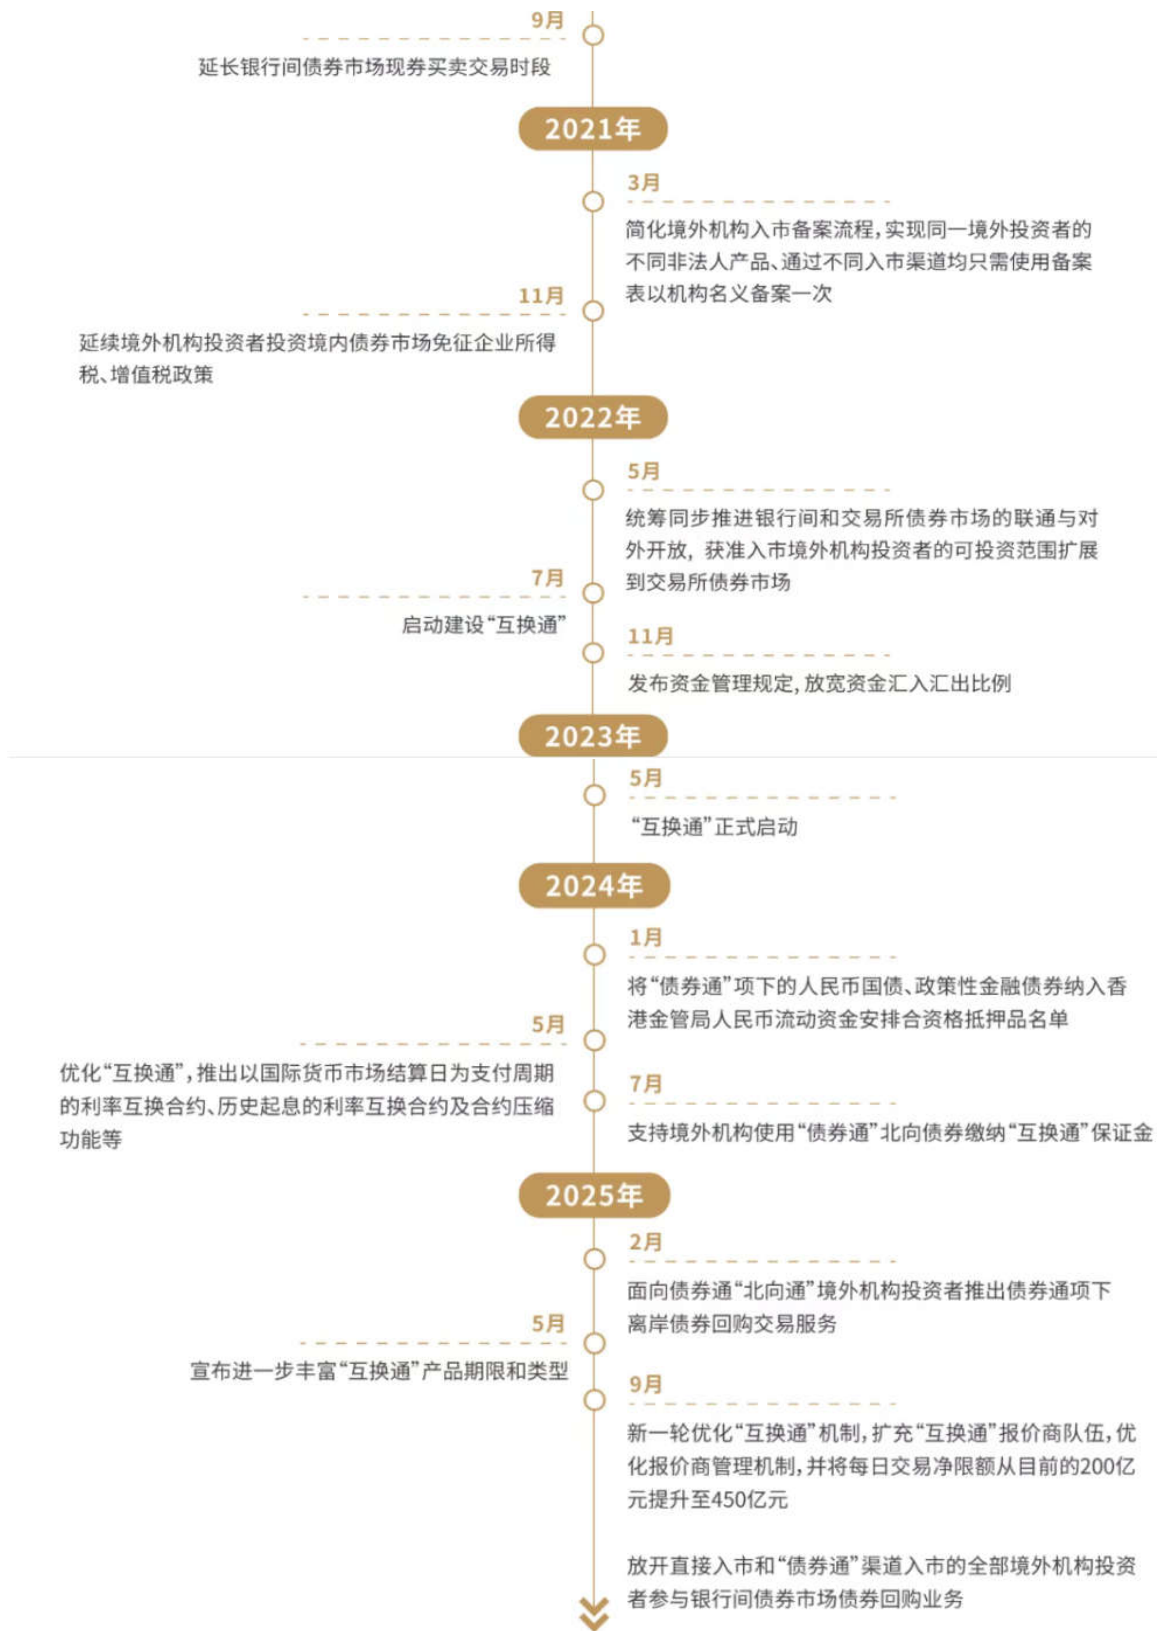 9月
延长银行间债券市场现券买卖交易时段
2021年
3月
简化境外机构入市备案流程,实现同一境外投资者的
不同非法人产品、通过不同入市渠道均只需使用备案
表以机构名义备案一次
11月
延续境外机构投资者投资境内债券市场免征企业所得
税、增值税政策
2022年
5月
统筹同步推进银行间和交易所债券市场的联通与对
外开放, 获准入市境外机构投资者的可投资范围扩展
到交易所债券市场
7月
启动建设“互换通”
11月
发布资金管理规定, 放宽资金汇入汇出比例
2023年
5月
“互换通”正式启动
2024年
1月
将“债券通”项下的人民币国债、政策性金融债券纳入香
港金管局人民币流动资金安排合资格抵押品名单
5月
优化“互换通”,推出以国际货币市场结算日为支付周期
的利率互换合约、历史起息的利率互换合约及合约压缩
功能等
7月
支持境外机构使用“债券通”北向债券缴纳“互换通”保证金
2025年
2月
面向债券通“北向通”境外机构投资者推出债券通项下
离岸债券回购交易服务
5月
宣布进一步丰富“互换通”产品期限和类型
9月
新一轮优化“互换通”机制,扩充“互换通”报价商队伍,优
化报价商管理机制,并将每日交易净限额从目前的200亿
元提升至450亿元
放开直接入市和“债券通”渠道入市的全部境外机构投资
者参与银行间债券市场债券回购业务